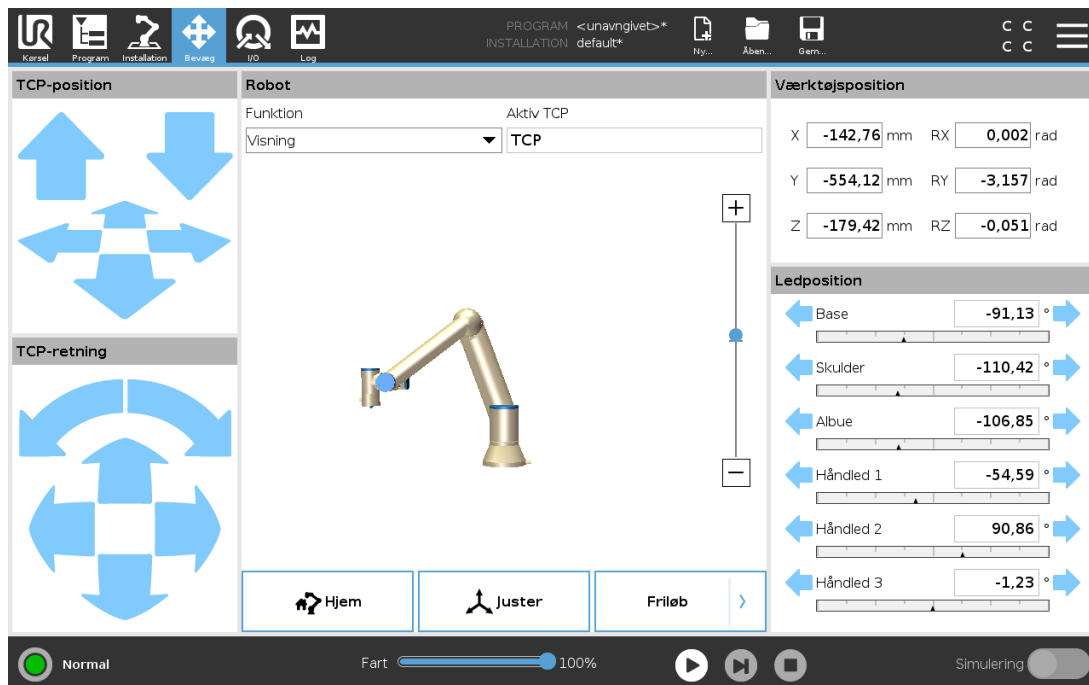 UR
Kørsel
Program
Installation
Bevæg
I/O
Log
PROGRAM <unavngivet>*
INSTALLATION default*
Ny...
Åben...
Gem...
C C
C C
TCP-position
TCP-retning
Robot
Funktion
Aktiv TCP
Visning
TCP
+
−
Hjem
Juster
Friløb
Værktøjsposition
X -142,76 mm RX 0,002 rad
Y -554,12 mm RY -3,157 rad
Z -179,42 mm RZ -0,051 rad
Ledposition
Base -91,13 °
Skulder -110,42 °
Albue -106,85 °
Håndled 1 -54,59 °
Håndled 2 90,86 °
Håndled 3 -1,23 °
Normal
Fart 100%
Simulering